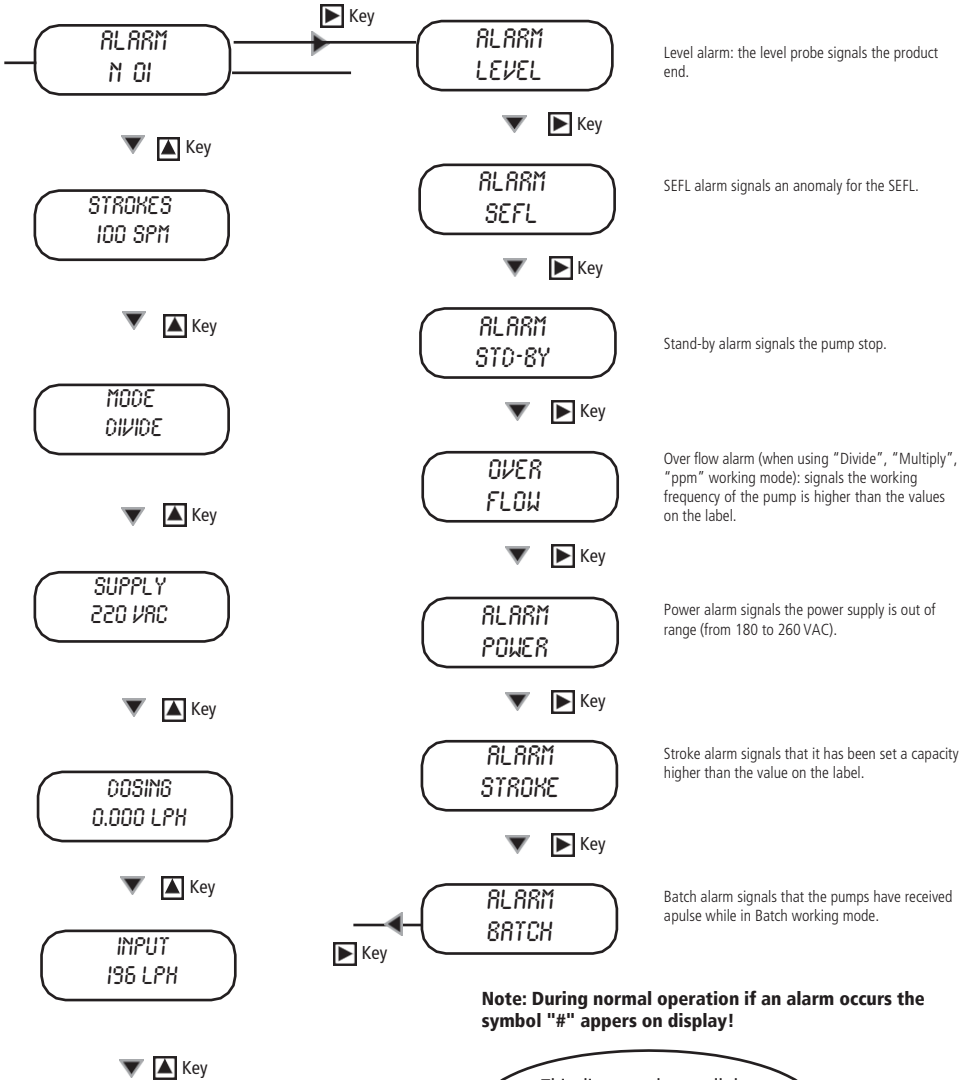 Key
ALARM
N 01
Key
STROKES
100 SPM
Key
MODE
DIVIDE
Key
SUPPLY
220 VAC
Key
DOSING
0.000 LPH
Key
INPUT
196 LPH
Key
ALARM
LEVEL
Level alarm: the level probe signals the product
end.
Key
ALARM
SEFL
SEFL alarm signals an anomaly for the SEFL.
Key
ALARM
STD-BY
Stand-by alarm signals the pump stop.
Key
OVER
FLOW
Over flow alarm (when using “Divide”, “Multiply”,
“ppm” working mode): signals the working
frequency of the pump is higher than the values
on the label.
Key
ALARM
POWER
Power alarm signals the power supply is out of
range (from 180 to 260 VAC).
Key
ALARM
STROKE
Stroke alarm signals that it has been set a capacity
higher than the value on the label.
Key
ALARM
BATCH
Batch alarm signals that the pumps have received
apulse while in Batch working mode.
Key
Note: During normal operation if an alarm occurs the
symbol "#" appers on display!